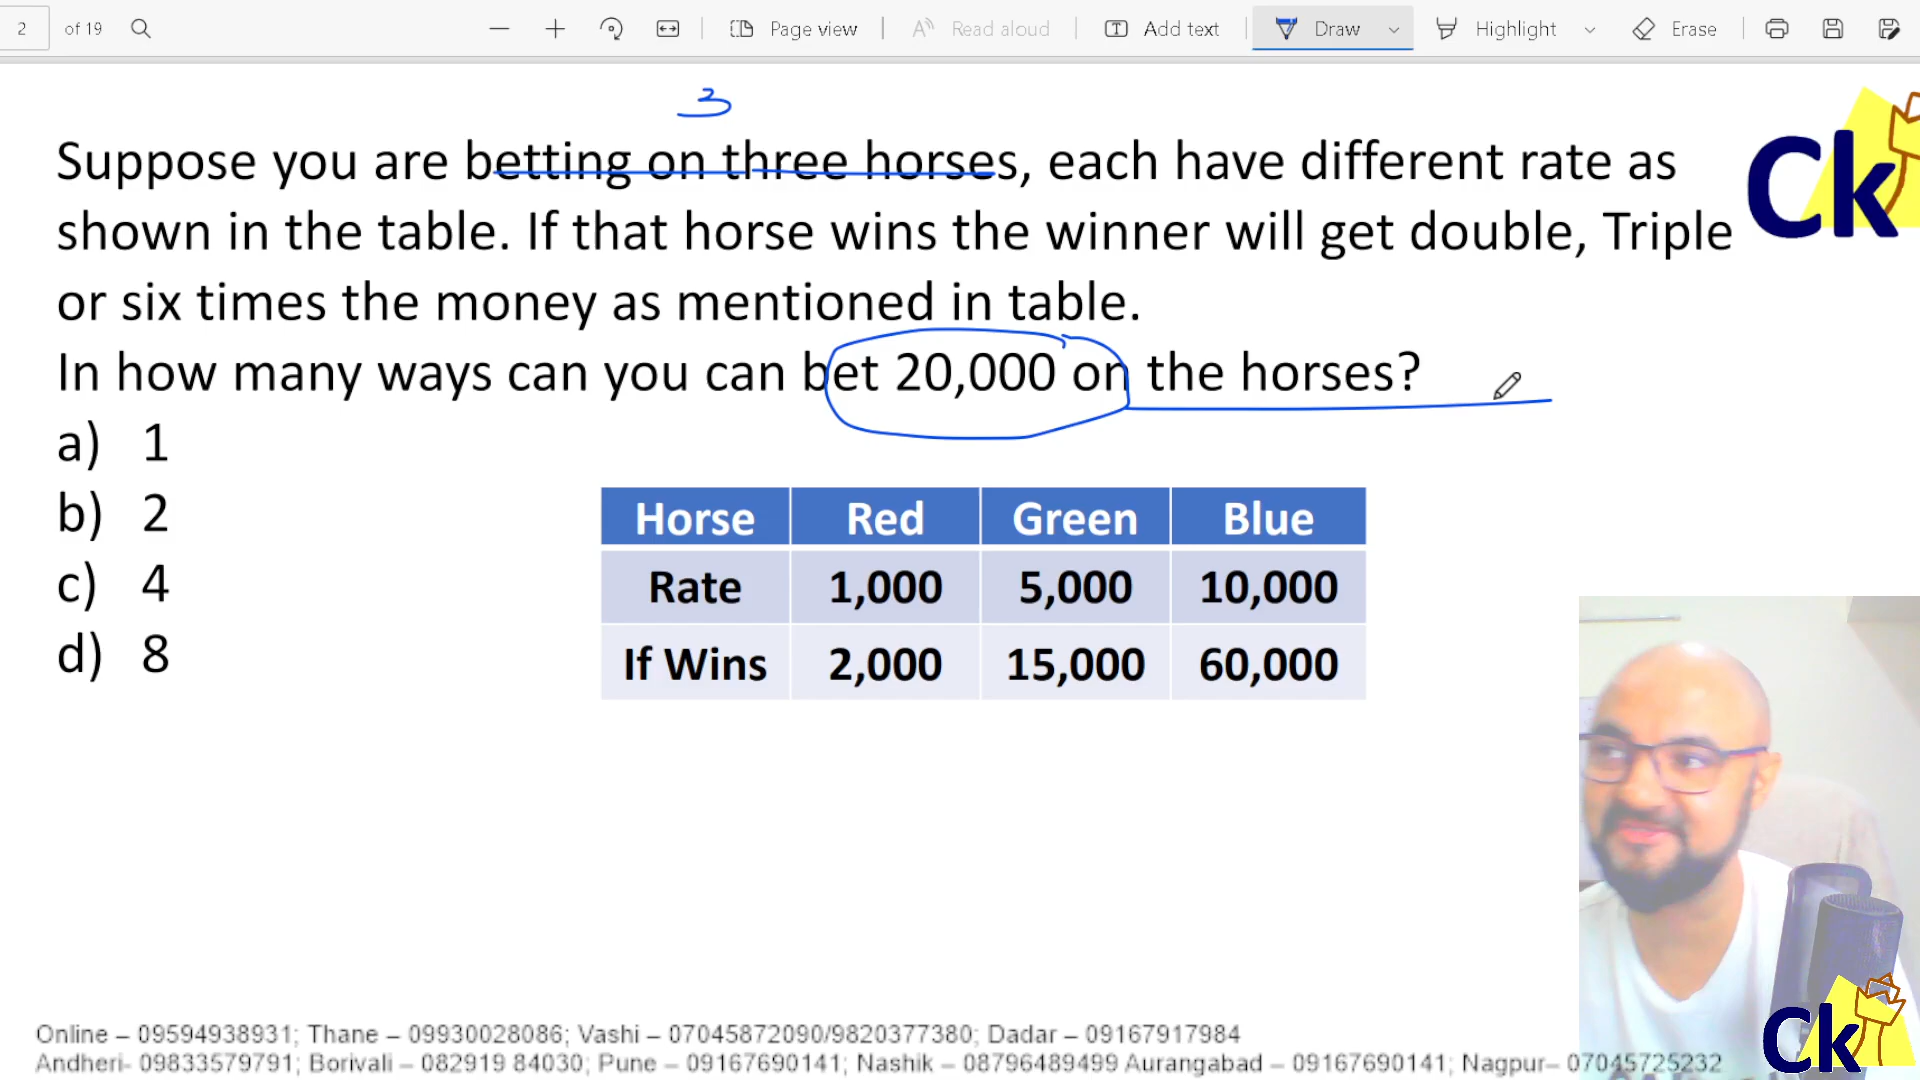 2 of 19 Page view Read aloud Add text Draw Highlight Erase
3
Suppose you are betting on three horses, each have different rate as
shown in the table. If that horse wins the winner will get double, Triple
or six times the money as mentioned in table.
In how many ways can you can bet 20,000 on the horses?
a) 1
b) 2
c) 4
d) 8
Horse Red Green Blue
Rate 1,000 5,000 10,000
If Wins 2,000 15,000 60,000
Ck
Online – 09594938931; Thane – 09930028086; Vashi – 07045872090/9820377380; Dadar – 09167917984
Andheri- 09833579791; Borivali – 082919 84030; Pune – 09167690141; Nashik – 08796489499 Aurangabad – 09167690141; Nagpur– 07045725232
Ck